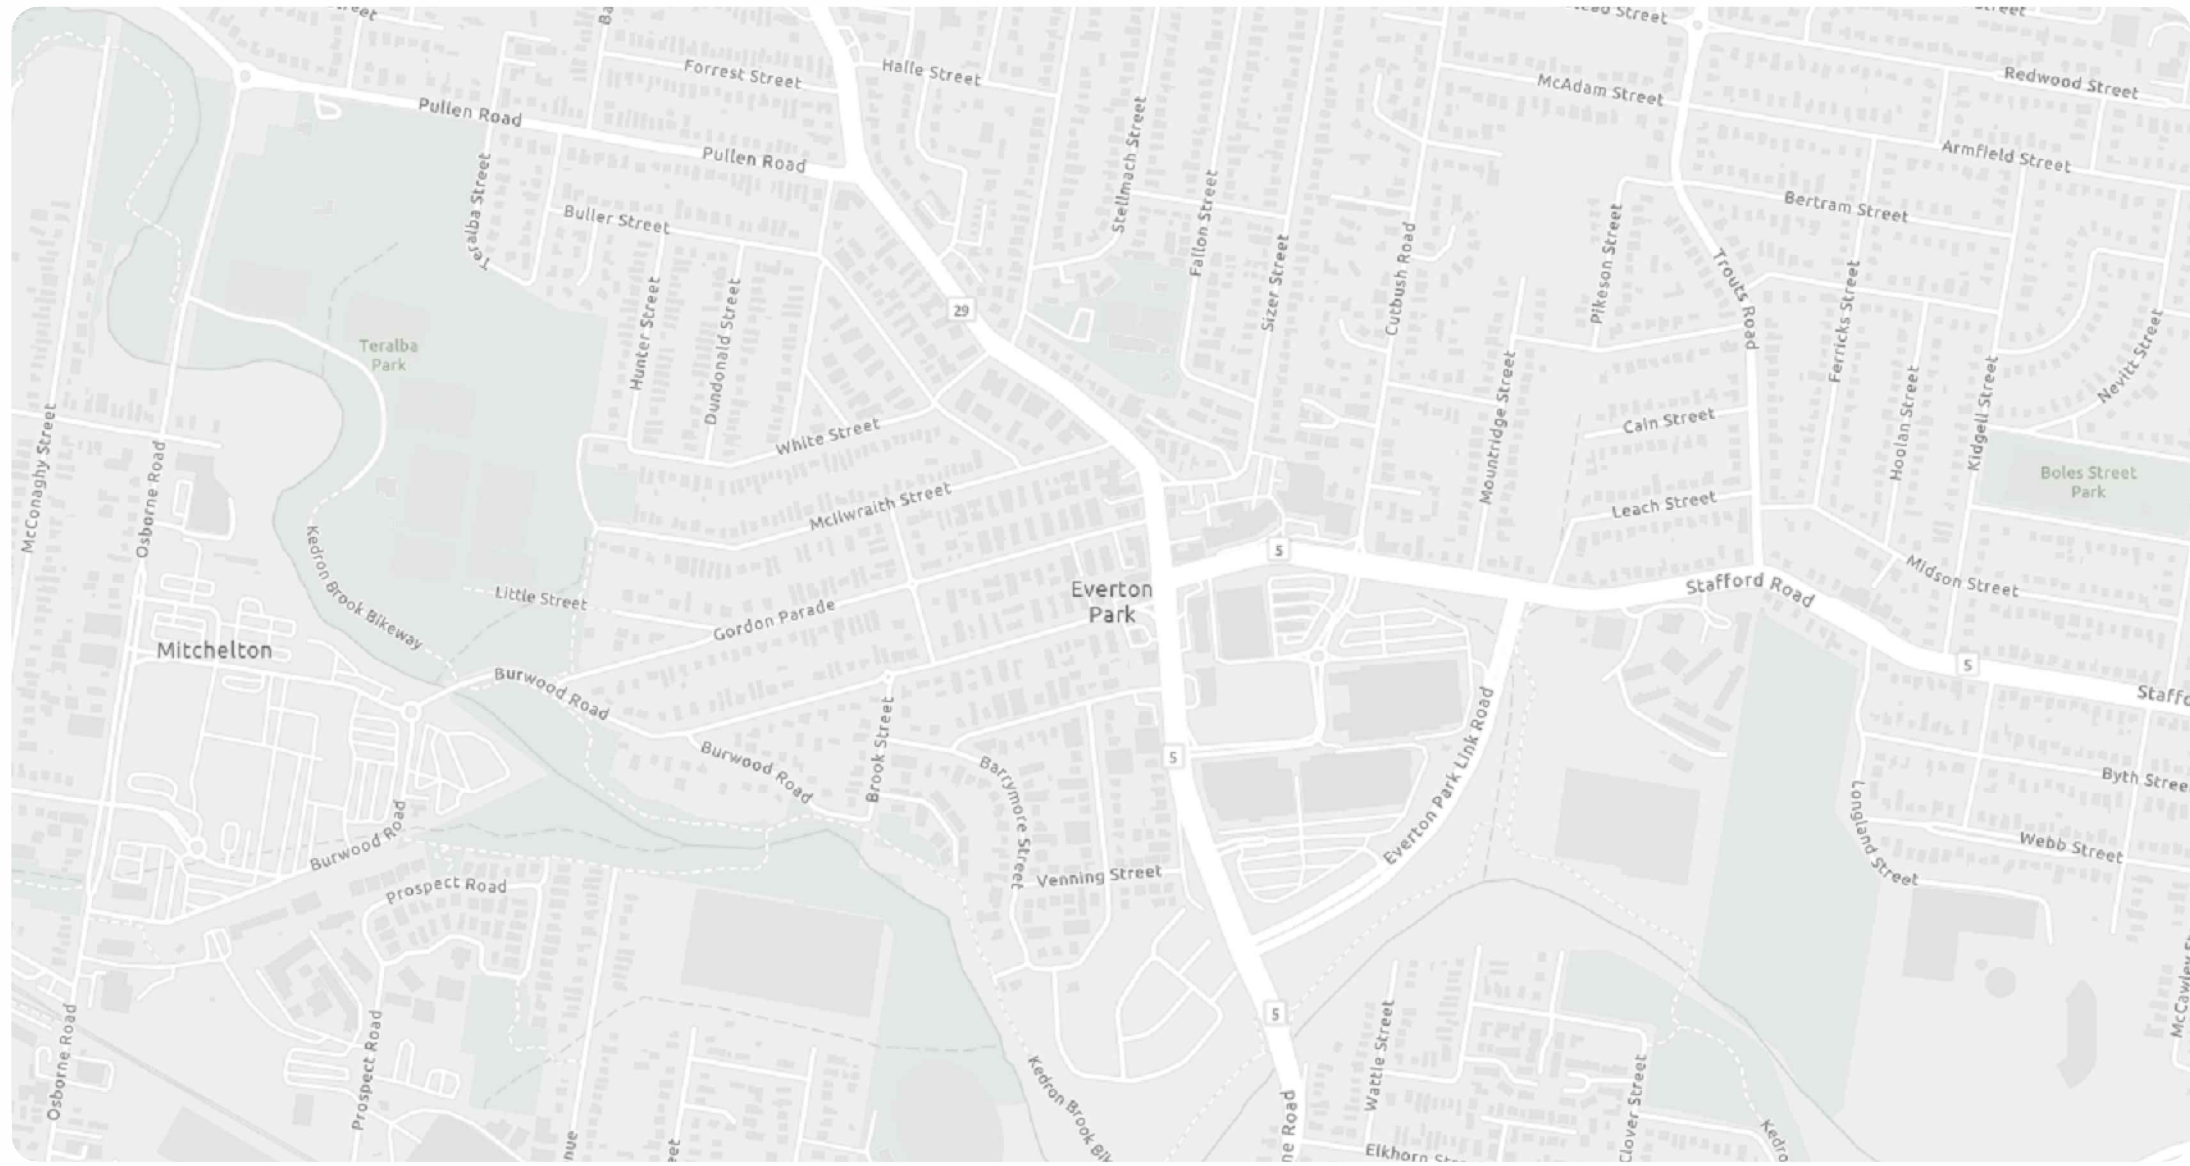 Street
Forrest Street
Halle Street
Pullen Road
Pullen Road
McAdam Street
Redwood Street
Armfield Street
Stellmach Street
Teralba Street
Buller Street
Fallon Street
Bertram Street
Pikeson Street
Cutbush Road
Sizer Street
Trouts Road
Hunter Street
Dundonald Street
29
Ferricks Street
Nevitt Street
Teralba
Park
Mountridge Street
Hoolan Street
Kidgell Street
Cain Street
White Street
McConaghy Street
Osborne Road
McIlwraith Street
Leach Street
Boles Street
Park
Kedron Brook Bikeway
5
Midson Street
Stafford Road
Little Street
Everton
Park
Gordon Parade
Mitchelton
Burwood Road
5
Brook Street
Burwood Road
5
Everton Park Link Road
Barrymore Street
Longland Street
Webb Street
Burwood Road
Venning Street
Prospect Road
Osborne Road
Prospect Road
5
Wattle Street
Clover Street
Kedron Brook
Road
Elkhorn